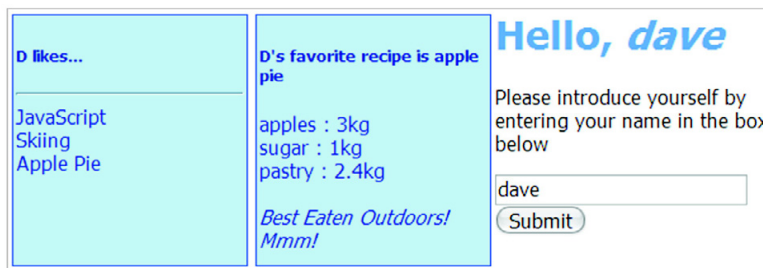 D likes...
JavaScript
Skiing
Apple Pie
D's favorite recipe is apple
pie
apples : 3kg
sugar : 1kg
pastry : 2.4kg
Best Eaten Outdoors!
Mmm!
Hello, dave
Please introduce yourself by
entering your name in the box
below
dave
Submit